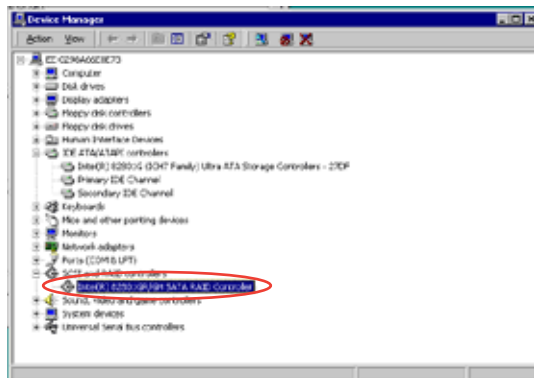 Device Manager
Action View
Computer
Disk drives
Display adapters
Floppy disk controllers
Floppy disk drives
Human Interface Devices
IDE ATA/ATAPI controllers
Intel(R) 82801G (ICH7 Family) Ultra ATA Storage Controllers - 27DF
Primary IDE Channel
Secondary IDE Channel
Keyboards
Mice and other pointing devices
Monitors
Network adapters
Ports (COM & LPT)
SCSI and RAID controllers
Intel(R) 82801GR/GH SATA RAID Controller
Sound, video and game controllers
System devices
Universal Serial Bus controllers